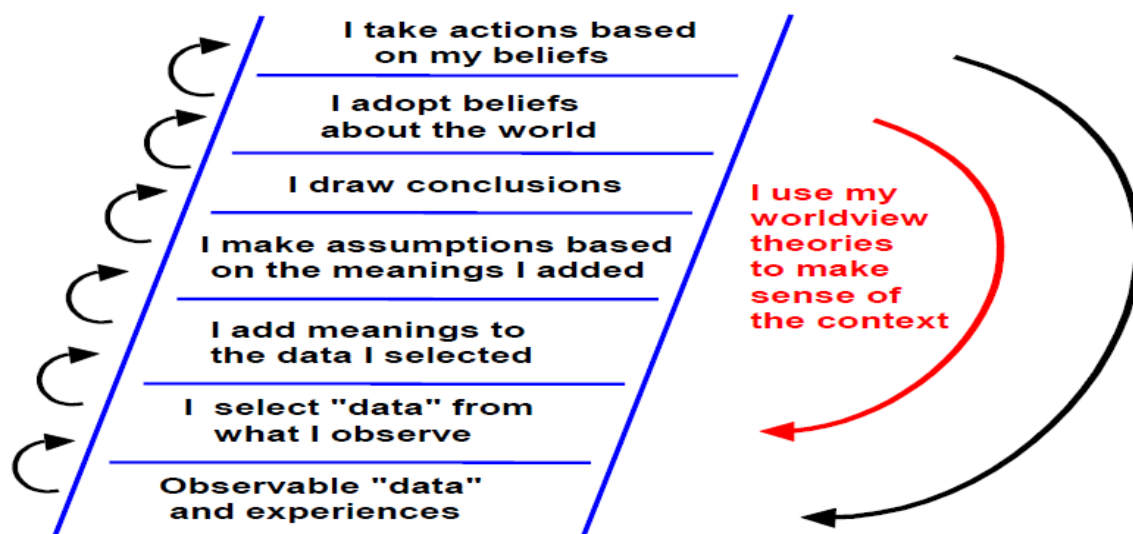 I take actions based
on my beliefs
I adopt beliefs
about the world
I draw conclusions
I make assumptions based
on the meanings I added
I add meanings to
the data I selected
I select "data" from
what I observe
Observable "data"
and experiences
I use my
worldview
theories
to make
sense of
the context